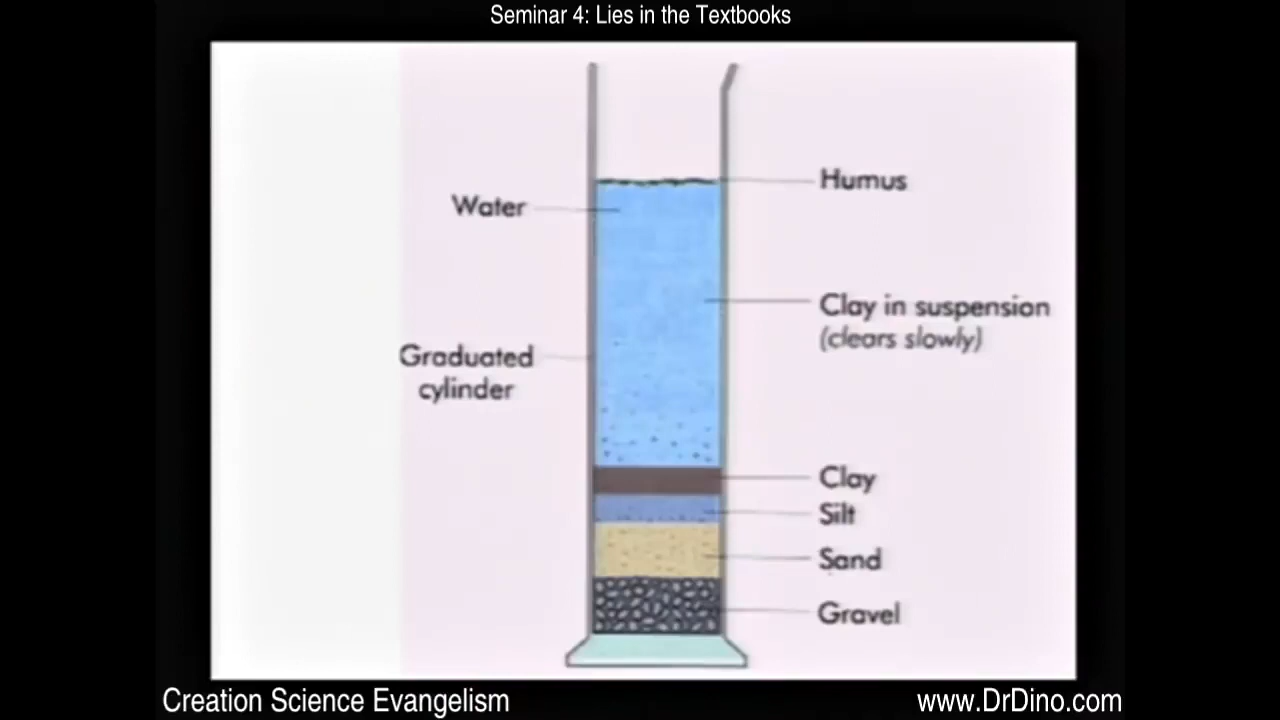 Seminar 4: Lies in the Textbooks
Humus
Water
Clay in suspension
(clears slowly)
Graduated
cylinder
Clay
Silt
Sand
Gravel
Creation Science Evangelism
www.DrDino.com